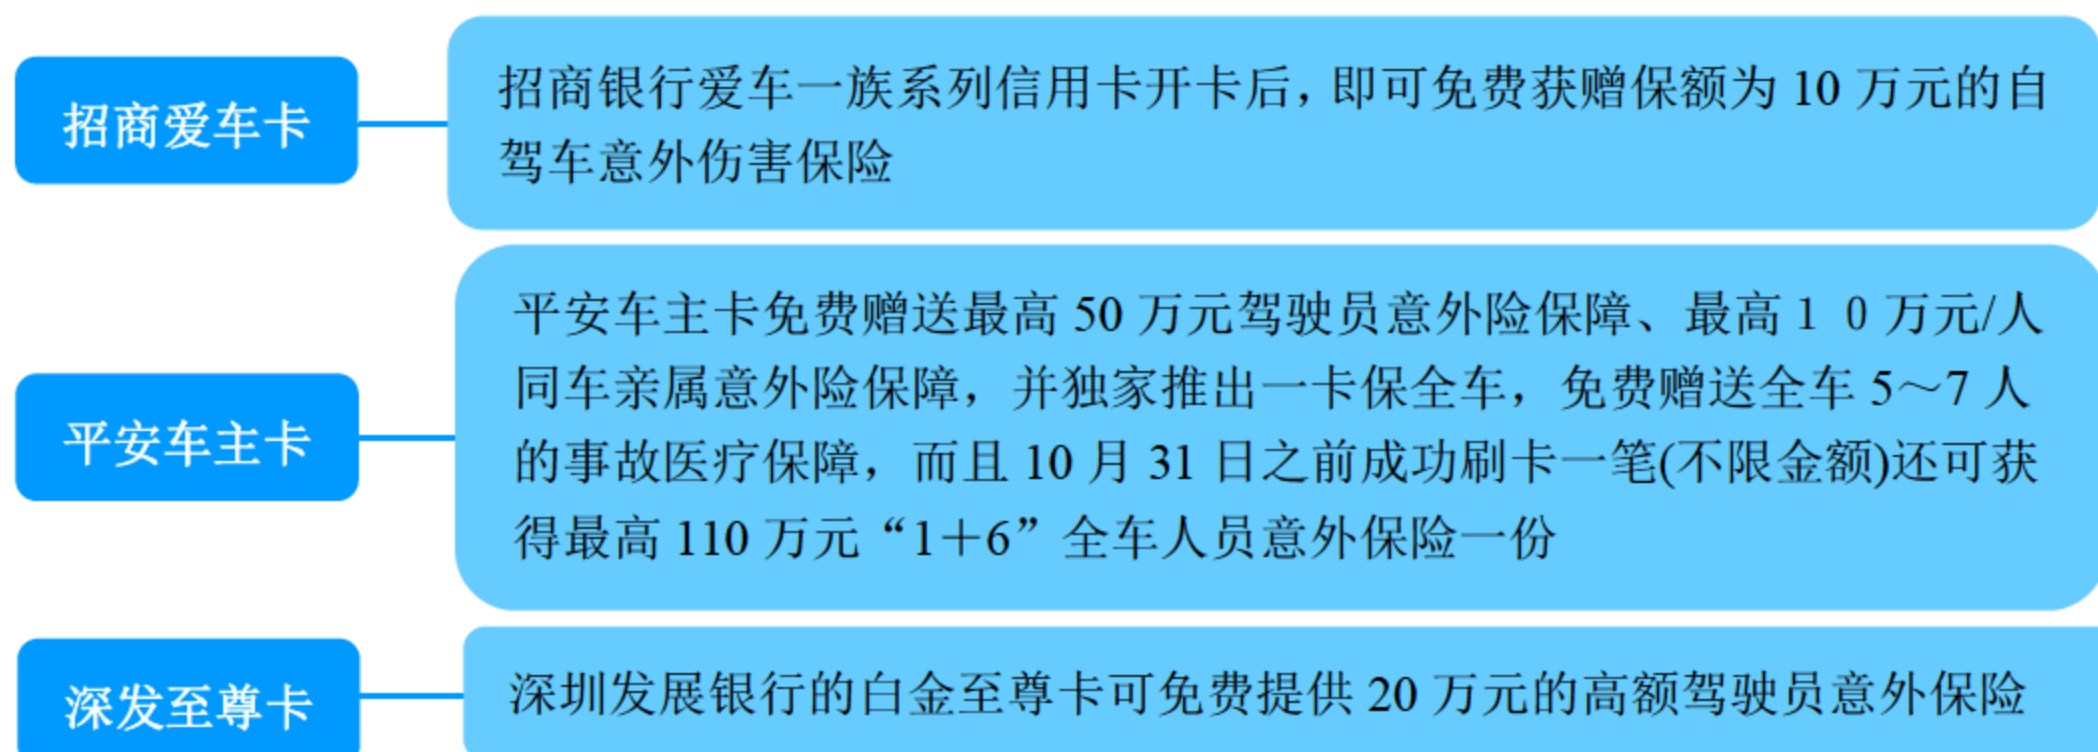 招商爱车卡
招商银行爱车一族系列信用卡开卡后，即可免费获赠保额为 10 万元的自
驾车意外伤害保险
平安车主卡
平安车主卡免费赠送最高 50 万元驾驶员意外险保障、最高１０万元/人
同车亲属意外险保障，并独家推出一卡保全车，免费赠送全车 5～7 人
的事故医疗保障，而且 10 月 31 日之前成功刷卡一笔(不限金额)还可获
得最高 110 万元“1＋6”全车人员意外保险一份
深发至尊卡
深圳发展银行的白金至尊卡可免费提供 20 万元的高额驾驶员意外保险